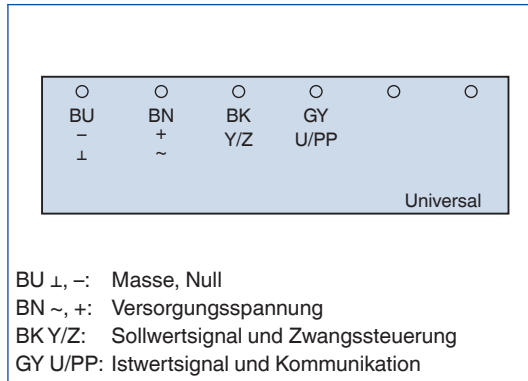 BU BN BK GY
– + Y/Z U/PP
⊥ ~
Universal
BU ⊥, –: Masse, Null
BN ~, +: Versorgungsspannung
BK Y/Z: Sollwertsignal und Zwangssteuerung
GY U/PP: Istwertsignal und Kommunikation